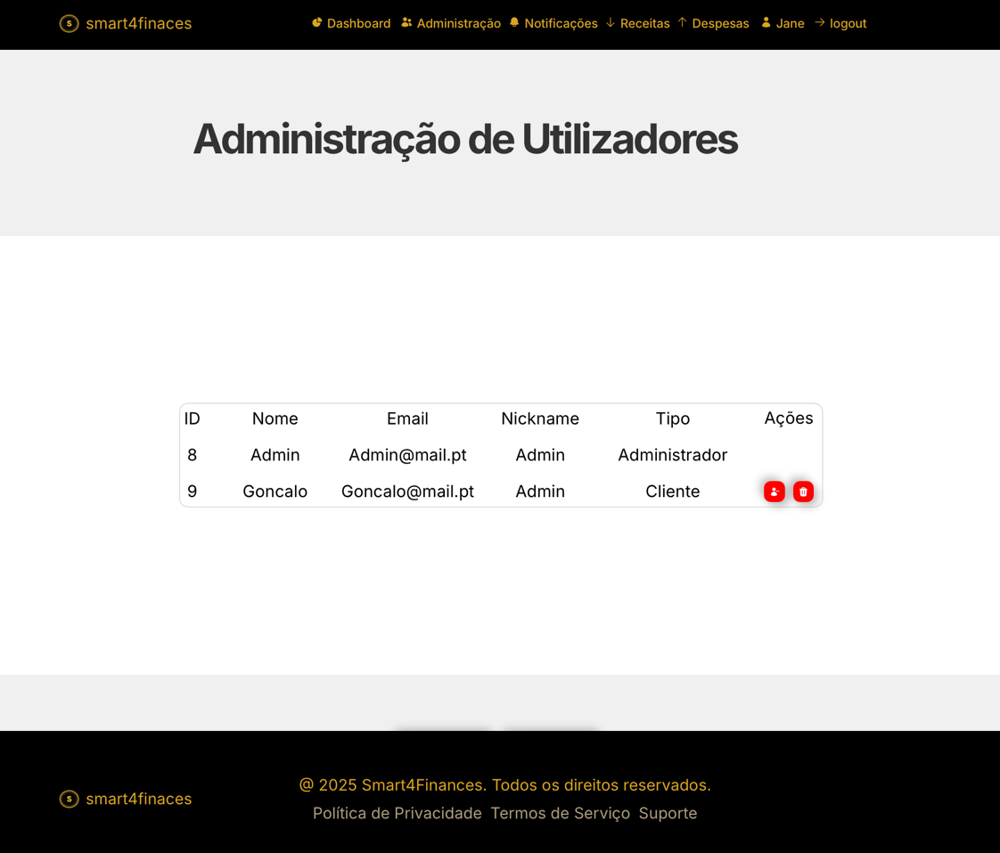 S smart4finaces Dashboard Administração Notificações Receitas Despesas Jane logout
Administração de Utilizadores
ID Nome Email Nickname Tipo Ações
8 Admin Admin@mail.pt Admin Administrador
9 Goncalo Goncalo@mail.pt Admin Cliente
@ 2025 Smart4Finances. Todos os direitos reservados.
S smart4finaces
Política de Privacidade Termos de Serviço Suporte